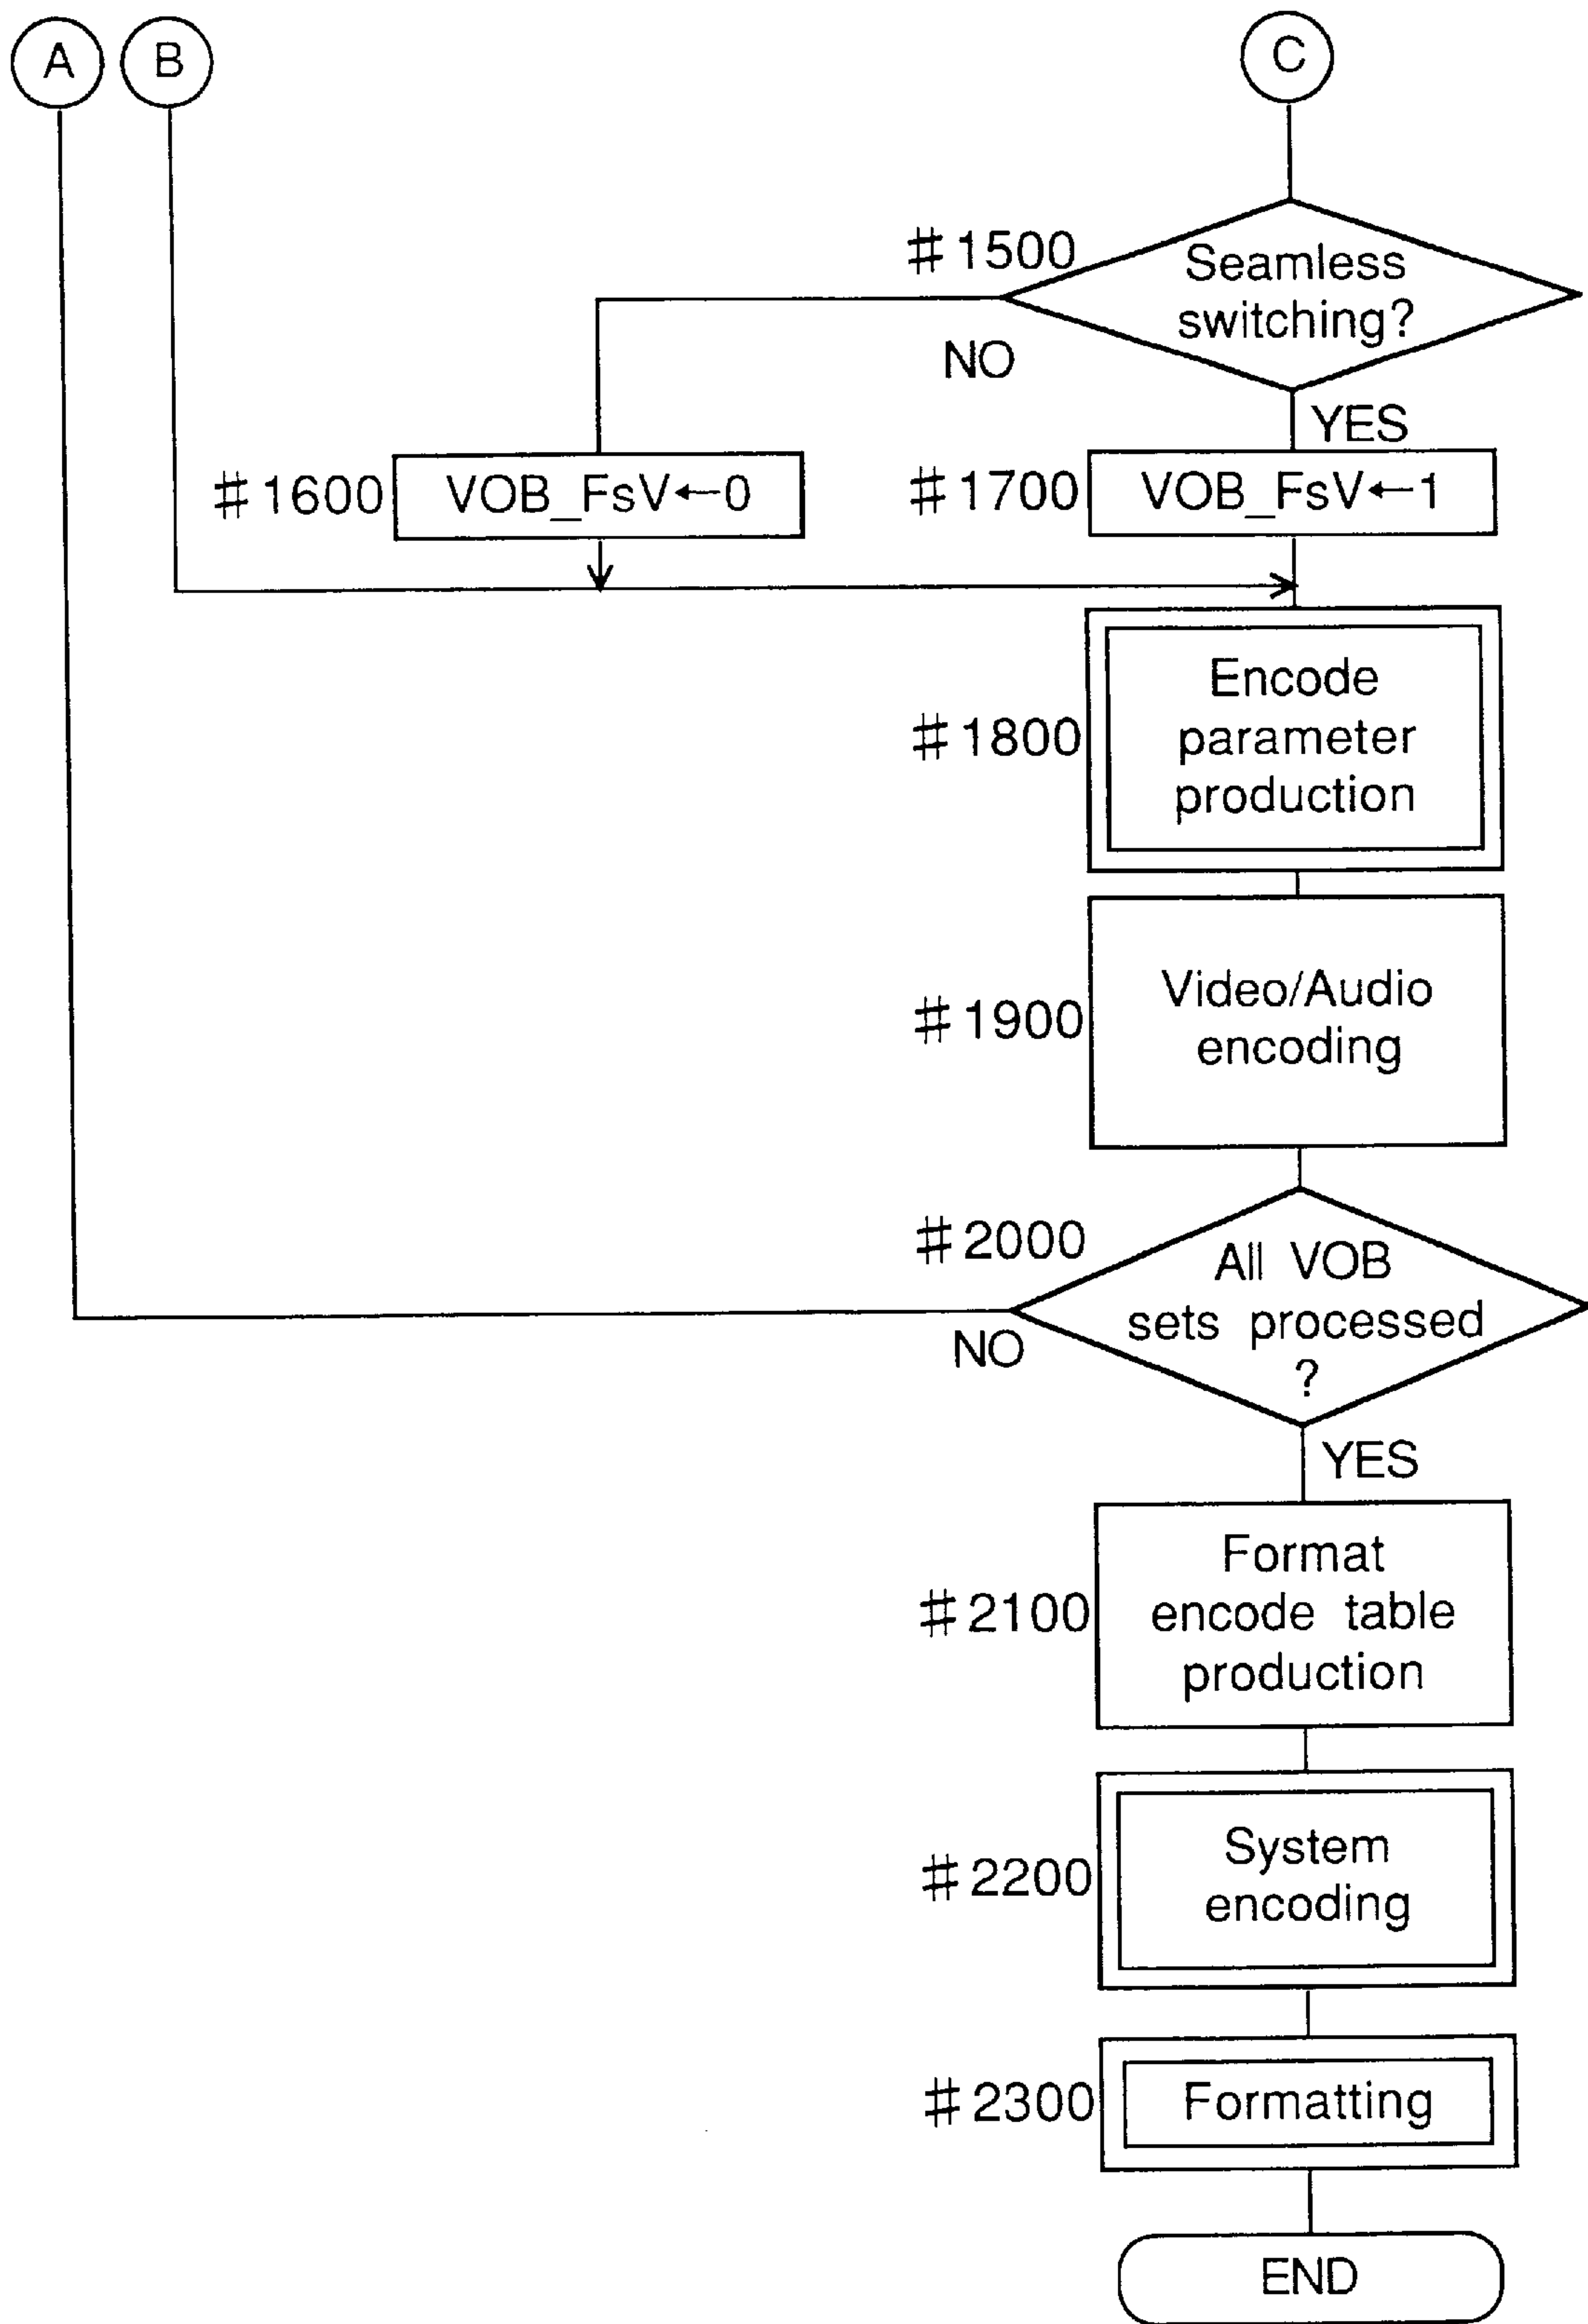 A B C
#1500 Seamless
switching?
NO
YES
#1600 VOB_FsV←0 #1700 VOB_FsV←1
#1800
Encode
parameter
production
#1900
Video/Audio
encoding
#2000
All VOB
sets processed
?
NO
YES
#2100
Format
encode table
production
#2200
System
encoding
#2300 Formatting
END